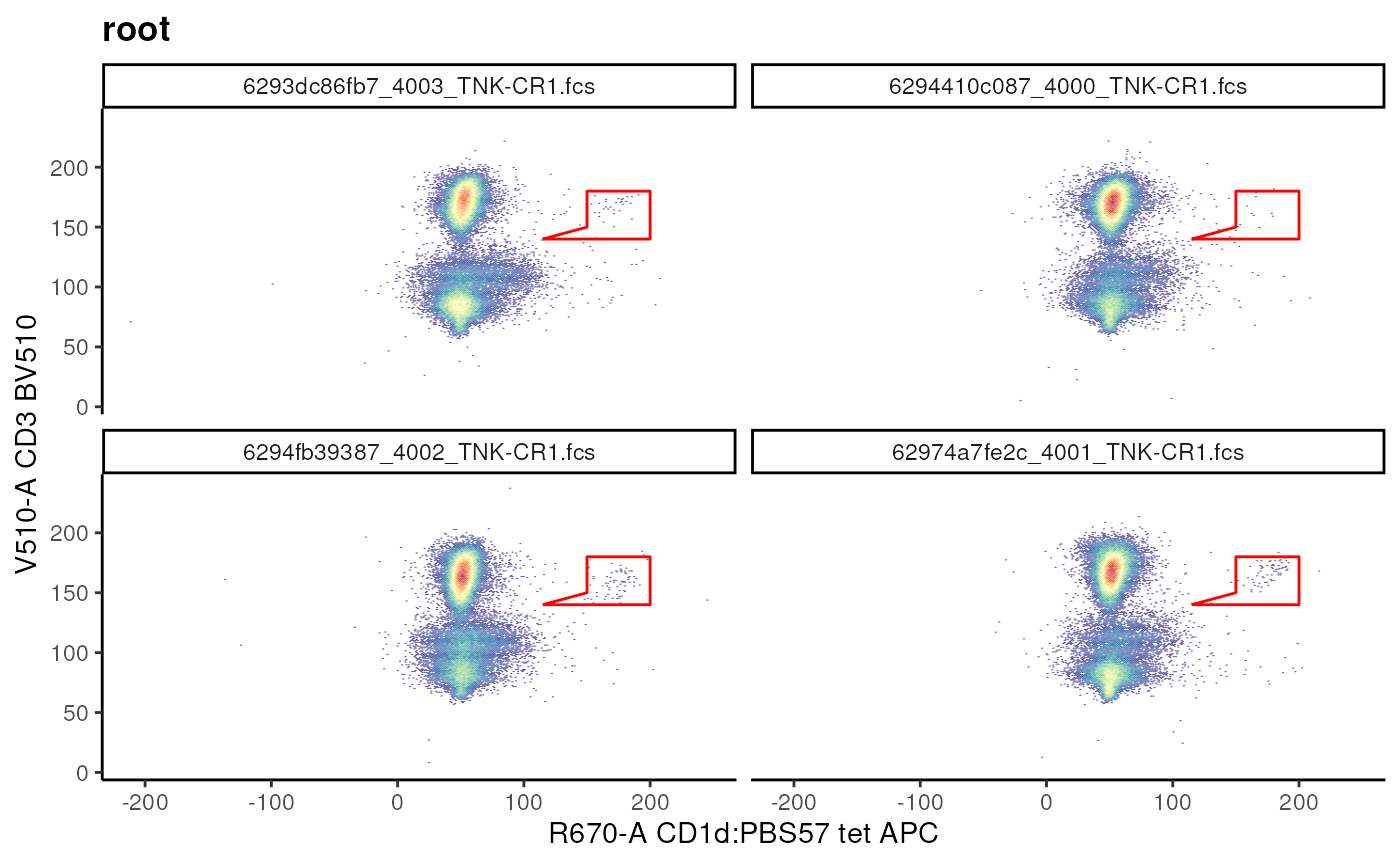 root
6293dc86fb7_4003_TNK-CR1.fcs
6294410c087_4000_TNK-CR1.fcs
200
150
100
50
0
6294fb39387_4002_TNK-CR1.fcs
62974a7fe2c_4001_TNK-CR1.fcs
200
150
100
50
0
-200 -100 0 100 200
-200 -100 0 100 200
V510-A CD3 BV510
R670-A CD1d:PBS57 tet APC